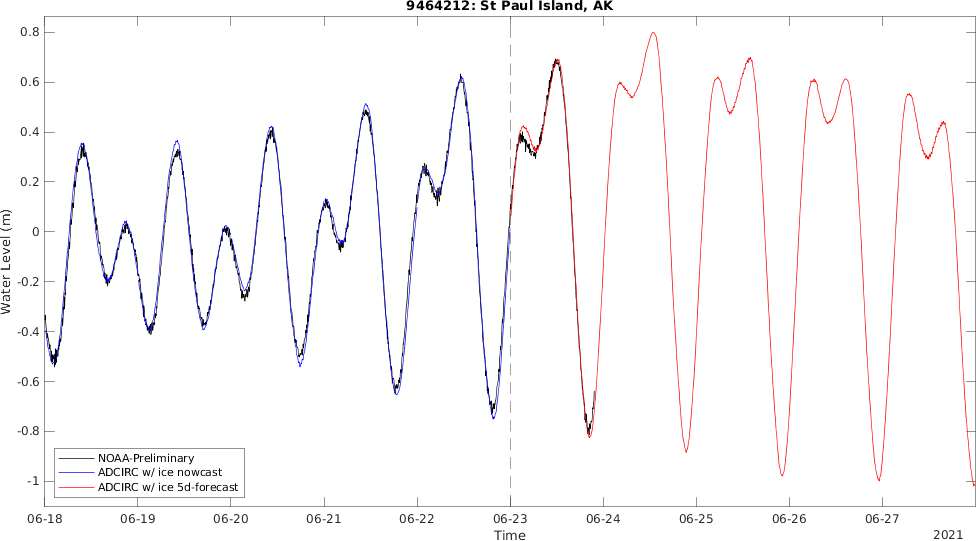 9464212: St Paul Island, AK
0.8
0.6
0.4
0.2
0
-0.2
-0.4
-0.6
-0.8
-1
Water Level (m)
NOAA-Preliminary
ADCIRC w/ ice nowcast
ADCIRC w/ ice 5d-forecast
06-18 06-19 06-20 06-21 06-22 06-23 06-24 06-25 06-26 06-27
Time
2021